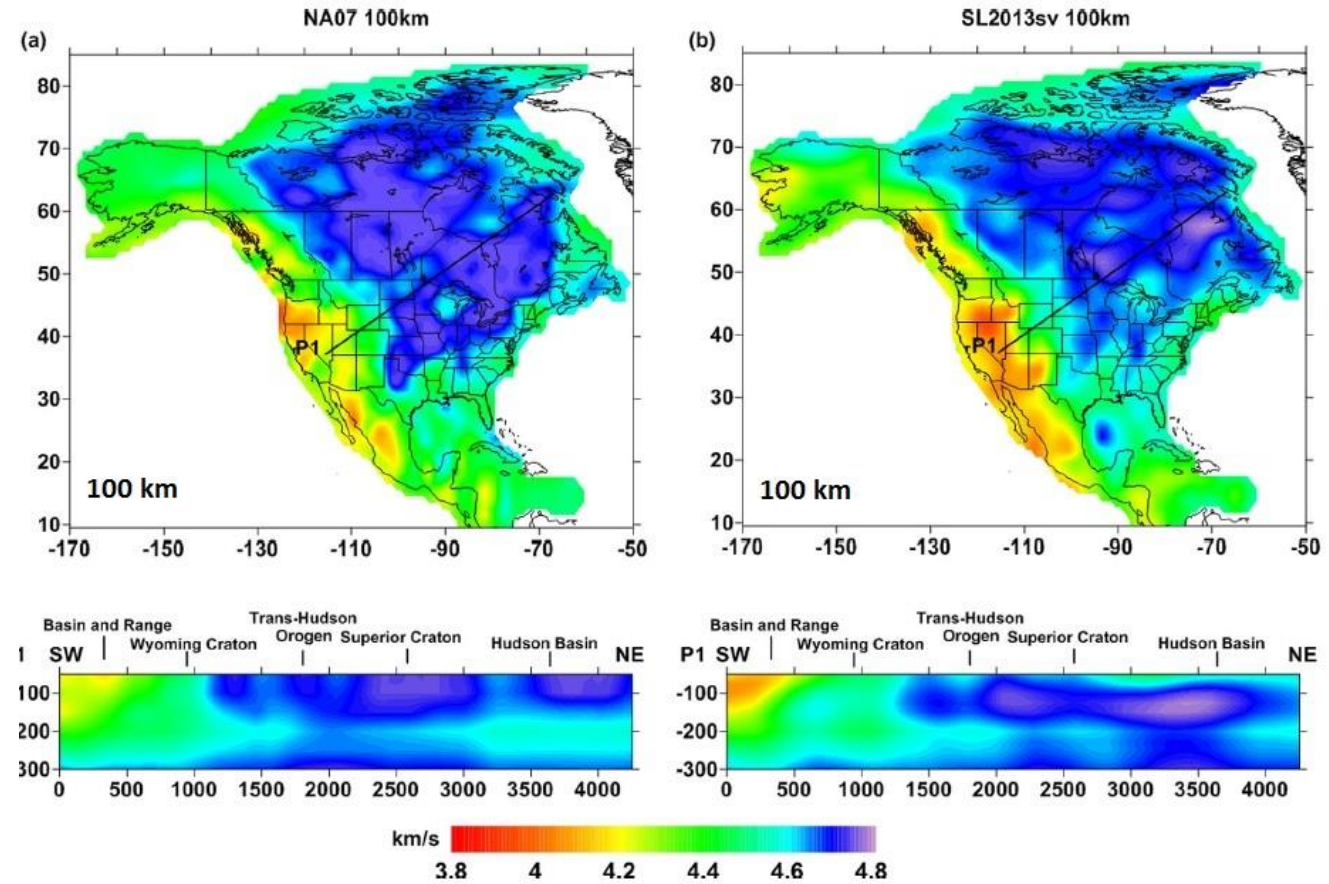 NA07 100km
SL2013sv 100km
(a)
(b)
80
70
60
50
40
30
20
10
P1
100 km
-170 -150 -130 -110 -90 -70 -50
80
70
60
50
40
30
20
10
P1
100 km
-170 -150 -130 -110 -90 -70 -50
Basin and Range
Wyoming Craton
Trans-Hudson
Orogen
Superior Craton
Hudson Basin
SW
NE
100
200
300
0 500 1000 1500 2000 2500 3000 3500 4000
Basin and Range
Wyoming Craton
Trans-Hudson
Orogen
Superior Craton
Hudson Basin
P1 SW
NE
-100
-200
-300
0 500 1000 1500 2000 2500 3000 3500 4000
km/s
3.8 4 4.2 4.4 4.6 4.8